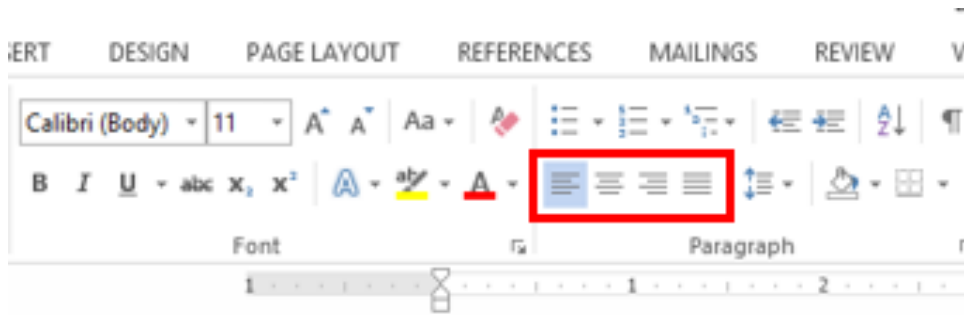 ERT DESIGN PAGE LAYOUT REFERENCES MAILINGS REVIEW V
Calibri (Body) 11 A A Aa A Z ¶
B I U abc X₂ X² A ab A
Font Paragraph
1 1 2